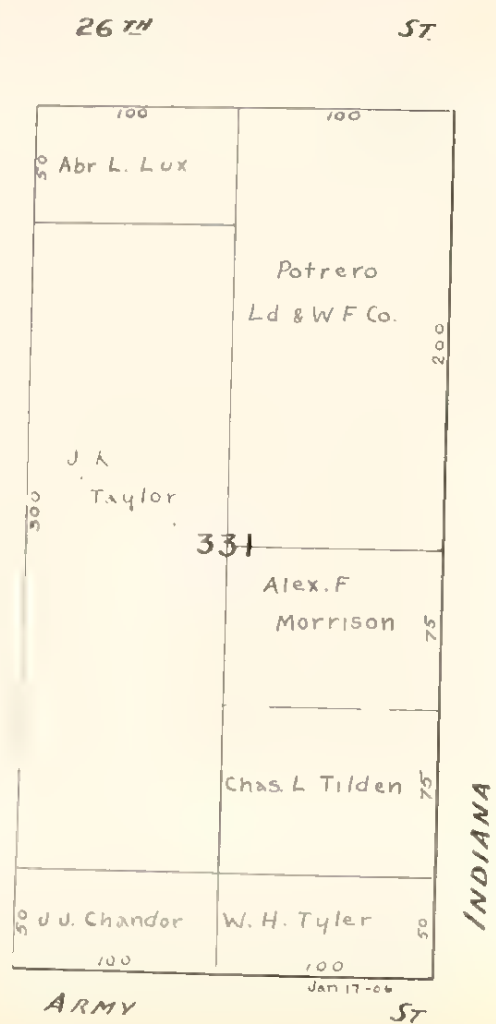 26TH ST.
100 100
50 Abr L. Lux
Potrero
Ld & W F Co.
200
J
Taylor
300
331
Alex. F
Morrison
75
Chas. L Tilden
75
INDIANA
50 J J. Chandor
W. H. Tyler 50
100 100
Jan 17-06
ARMY ST